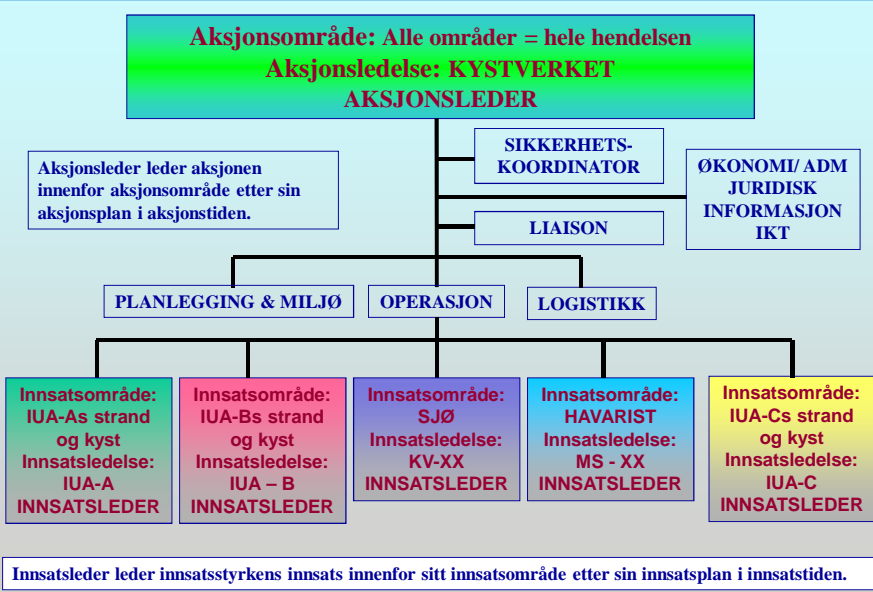 Aksjonsområde: Alle områder = hele hendelsen
Aksjonsledelse: KYSTVERKET
AKSJONSLEDER
Aksjonsleder leder aksjonen
innenfor aksjonsområde etter sin
aksjonsplan i aksjonstiden.
SIKKERHETS-
KOORDINATOR
ØKONOMI/ ADM
JURIDISK
INFORMASJON
IKT
LIAISON
PLANLEGGING & MILJØ
OPERASJON
LOGISTIKK
Innsatsområde:
IUA-As strand
og kyst
Innsatsledelse:
IUA-A
INNSATSLEDER
Innsatsområde:
IUA-Bs strand
og kyst
Innsatsledelse:
IUA – B
INNSATSLEDER
Innsatsområde:
SJØ
Innsatsledelse:
KV-XX
INNSATSLEDER
Innsatsområde:
HAVARIST
Innsatsledelse:
MS - XX
INNSATSLEDER
Innsatsområde:
IUA-Cs strand
og kyst
Innsatsledelse:
IUA-C
INNSATSLEDER
Innsatsleder leder innsatsstyrkens innsats innenfor sitt innsatsområde etter sin innsatsplan i innsatstiden.